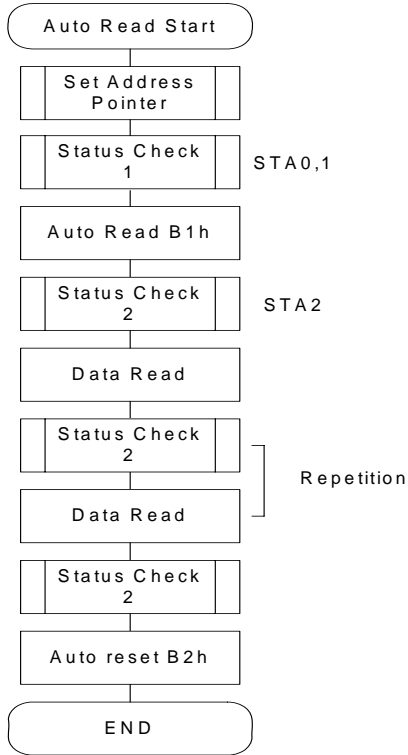 Auto Read Start
Set Address
Pointer
Status Check
1
STA0,1
Auto Read B1h
Status Check
2
STA2
Data Read
Status Check
2
Repetition
Data Read
Status Check
2
Auto reset B2h
END